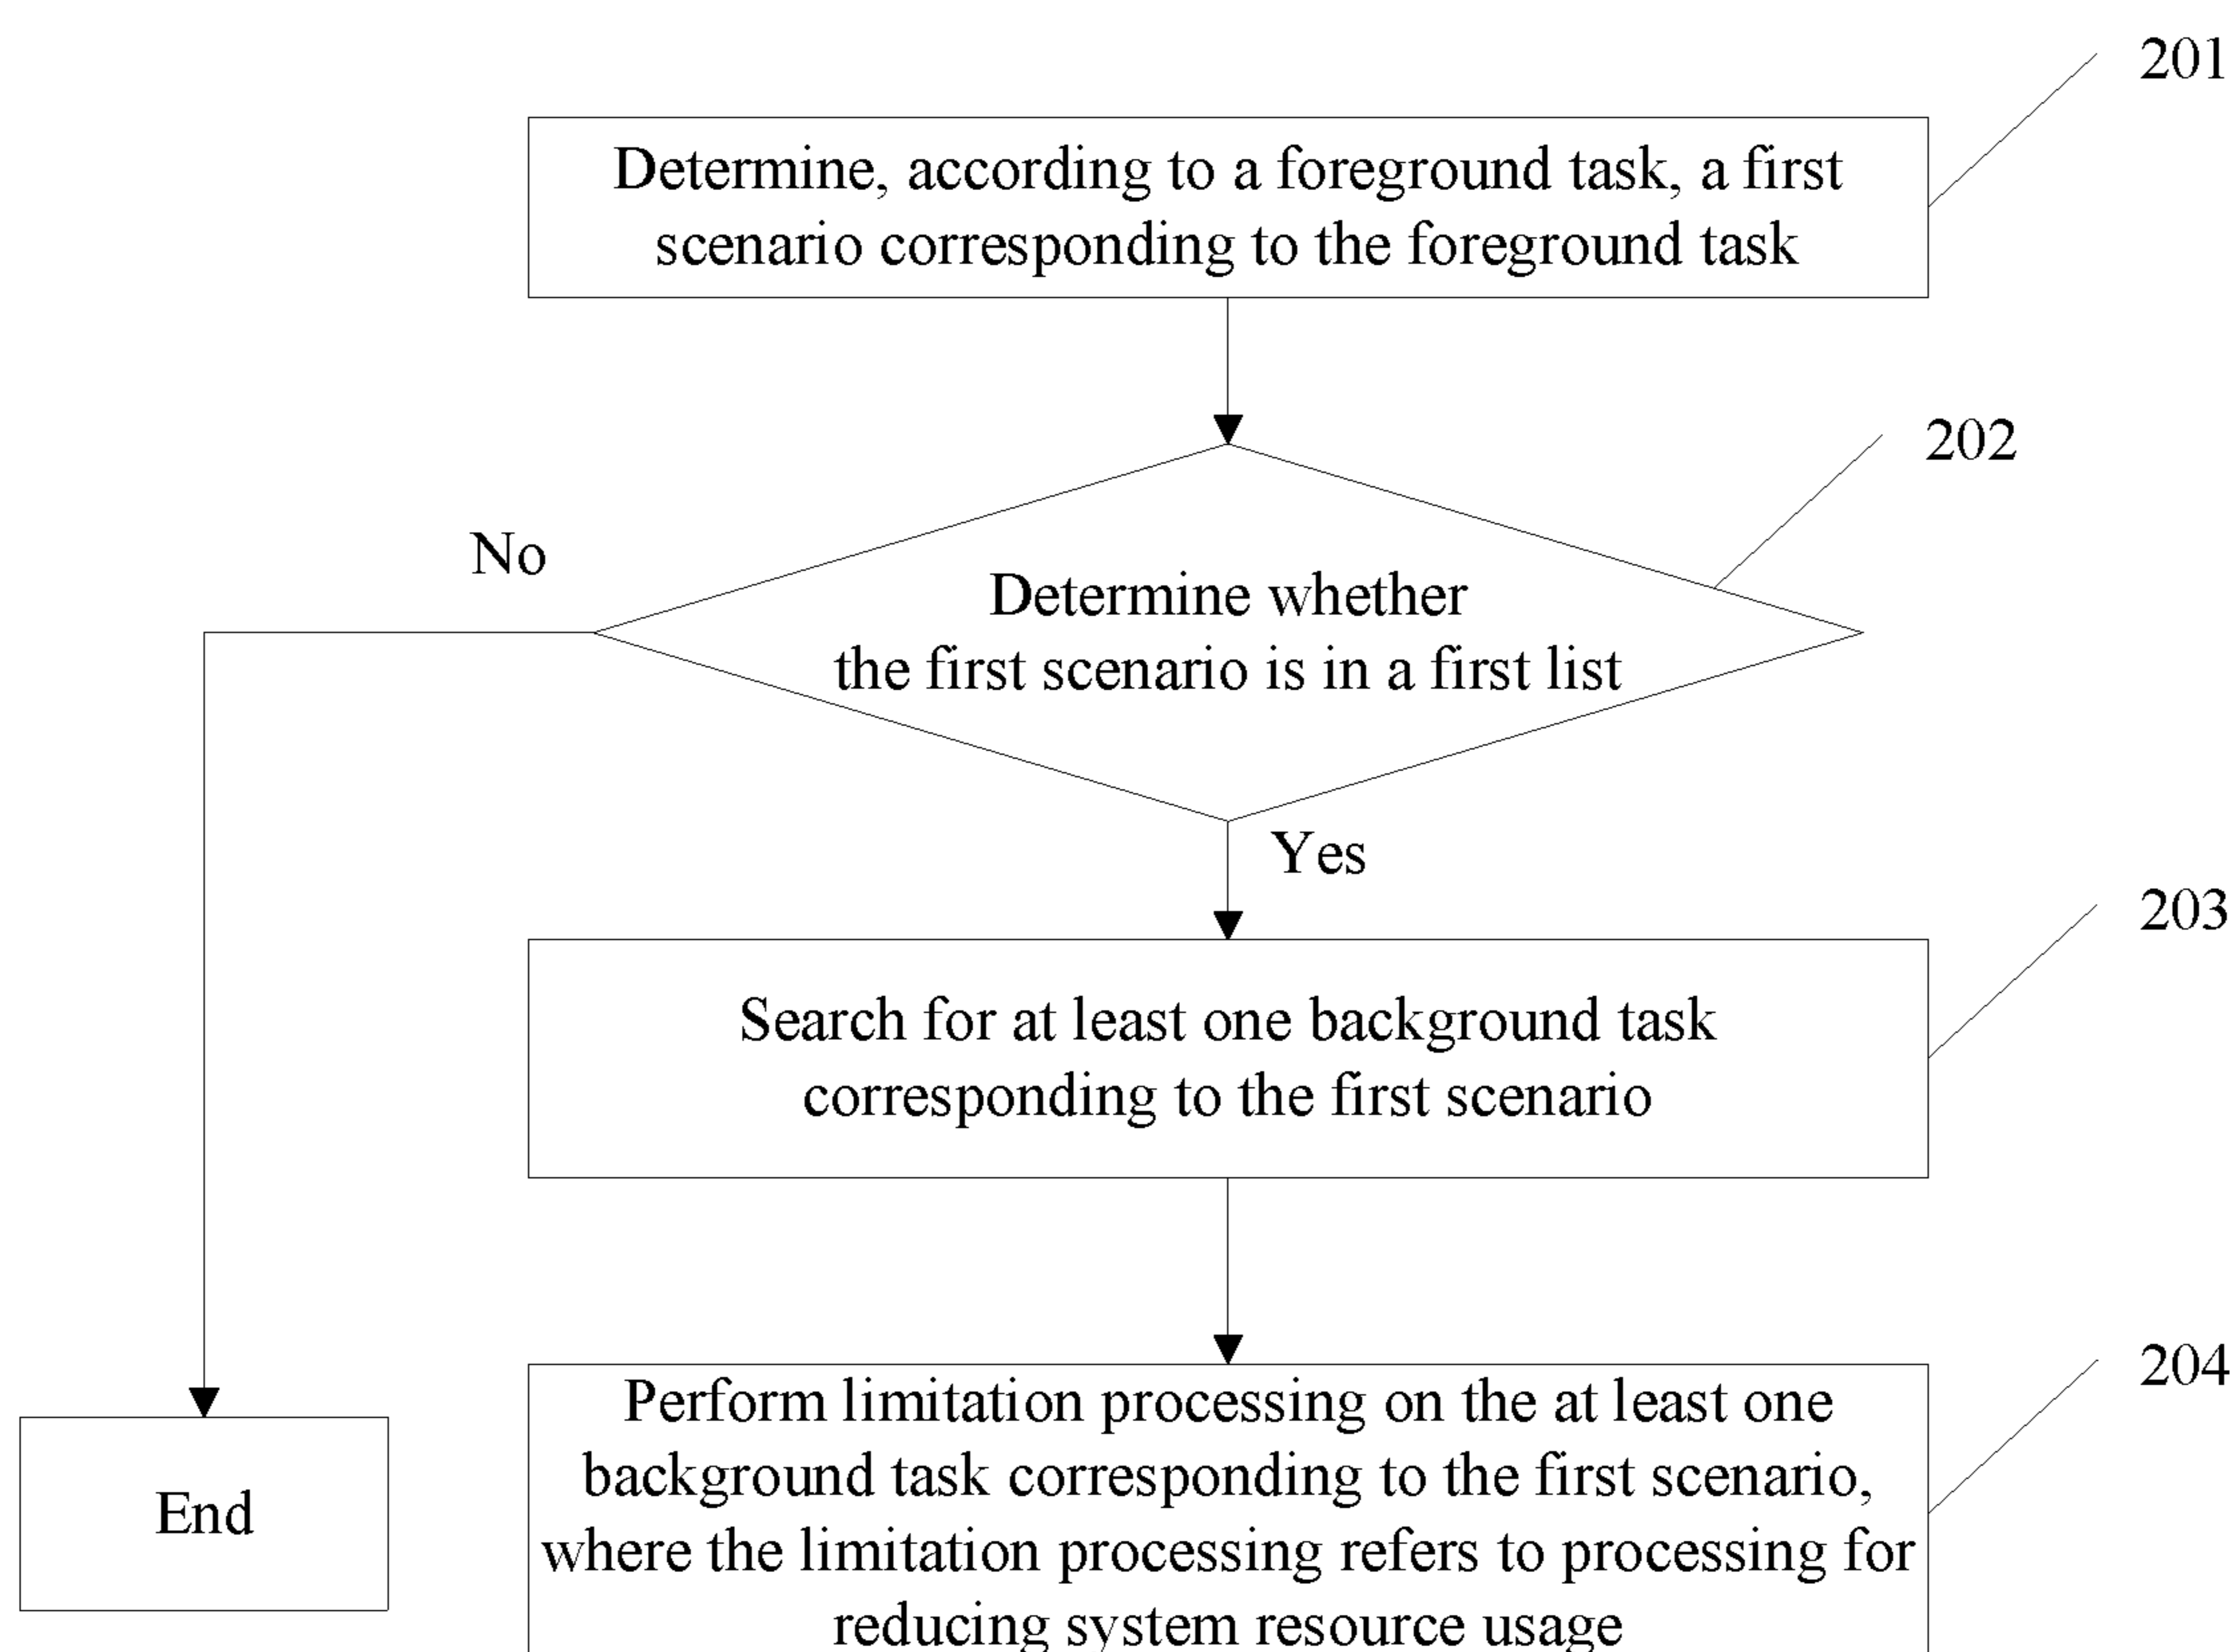 201
Determine, according to a foreground task, a first
scenario corresponding to the foreground task
202
No
Determine whether
the first scenario is in a first list
Yes
203
Search for at least one background task
corresponding to the first scenario
204
Perform limitation processing on the at least one
background task corresponding to the first scenario,
where the limitation processing refers to processing for
reducing system resource usage
End